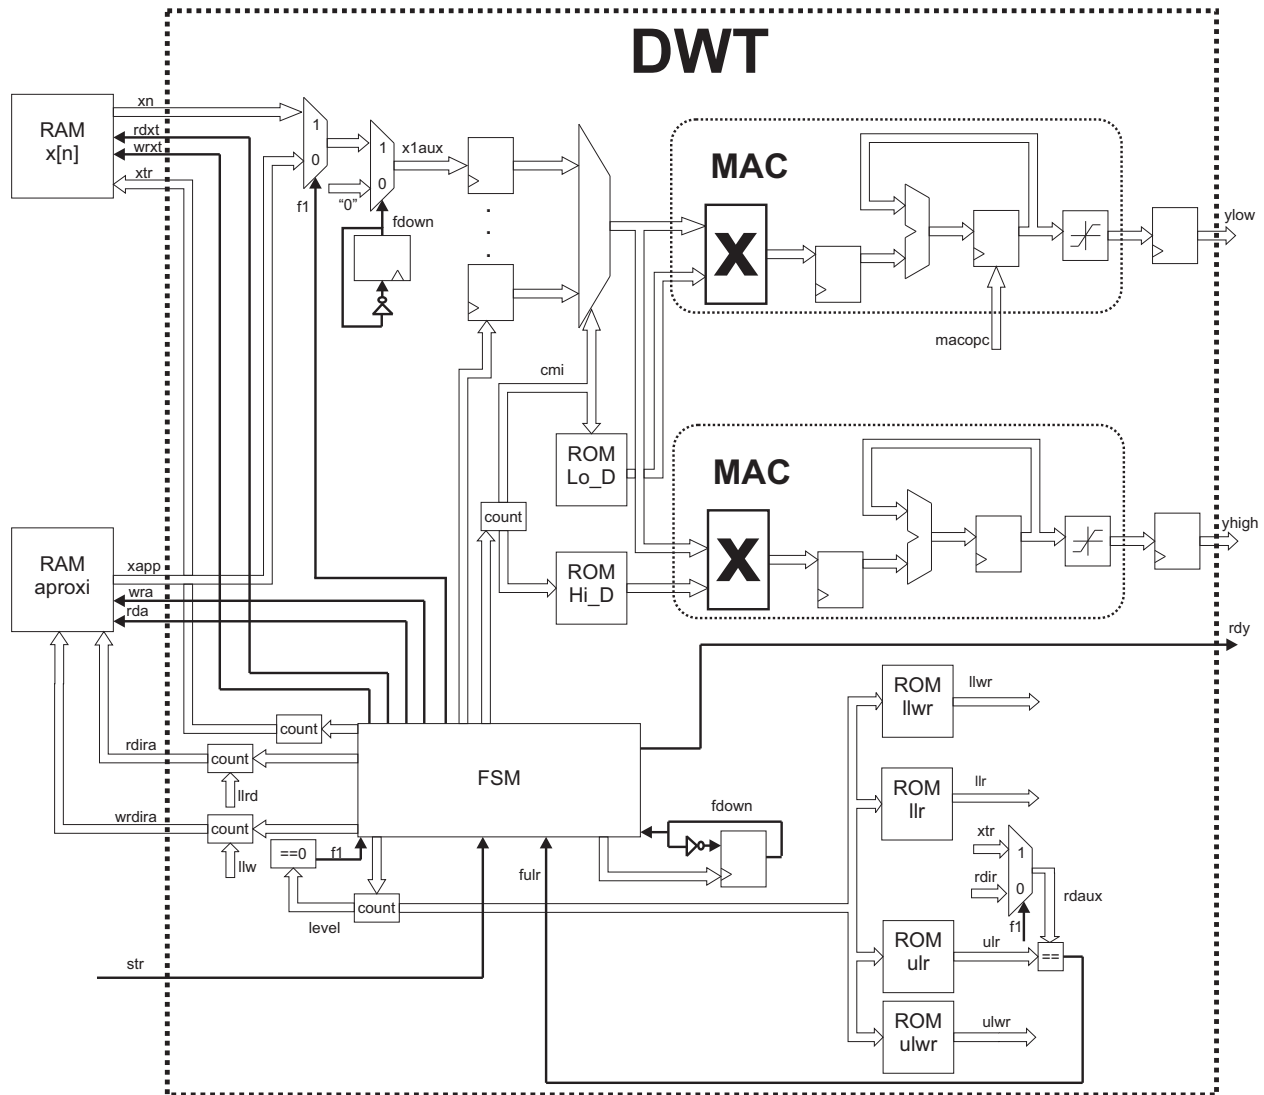 DWT
xn
RAM
x[n]
rdxt
wrxt
xtr
1
0
f1
1
0
"0"
x1aux
fdown
.
.
.
MAC
X
macopc
ylow
cmi
ROM
Lo_D
count
ROM
Hi_D
MAC
X
yhigh
RAM
aproxi
xapp
wra
rda
rdy
count
rdira
count
llrd
wrdira
count
llw
FSM
==0
f1
level
count
fulr
fdown
str
ROM
llwr
llwr
ROM
llr
llr
xtr
1
rdir
0
rdaux
f1
ROM
ulr
ulr
==
ROM
ulwr
ulwr